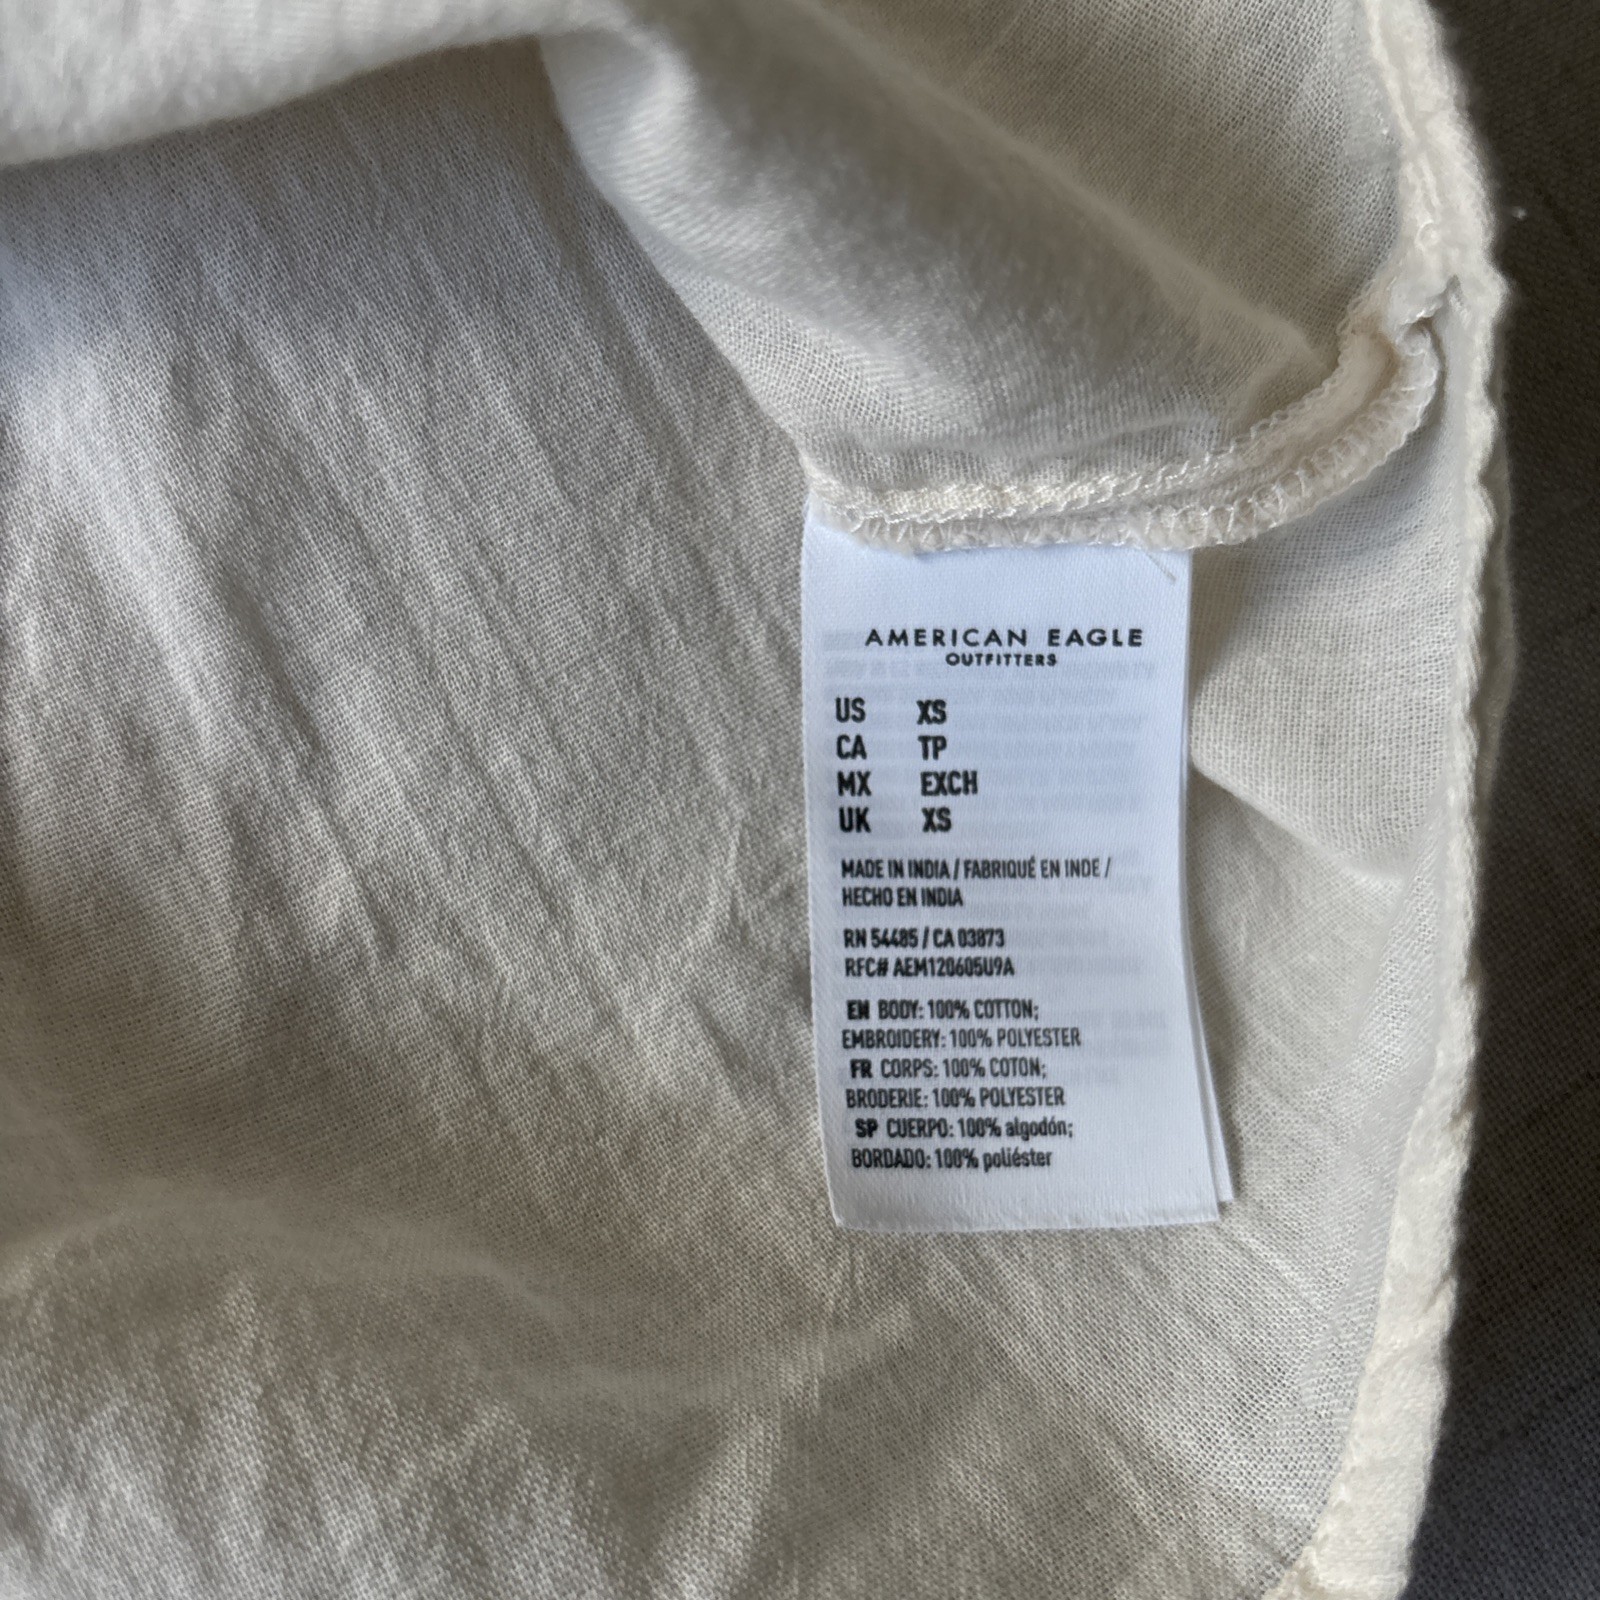 AMERICAN EAGLE
OUTFITTERS
US XS
CA TP
MX EXCH
UK XS
MADE IN INDIA / FABRIQUÉ EN INDE /
HECHO EN INDIA
RN 54485 / CA 03873
RFC# AEM120605U9A
EN BODY: 100% COTTON;
EMBROIDERY: 100% POLYESTER
FR CORPS: 100% COTON;
BRODERIE: 100% POLYESTER
SP CUERPO: 100% algodón;
BORDADO: 100% poliéster